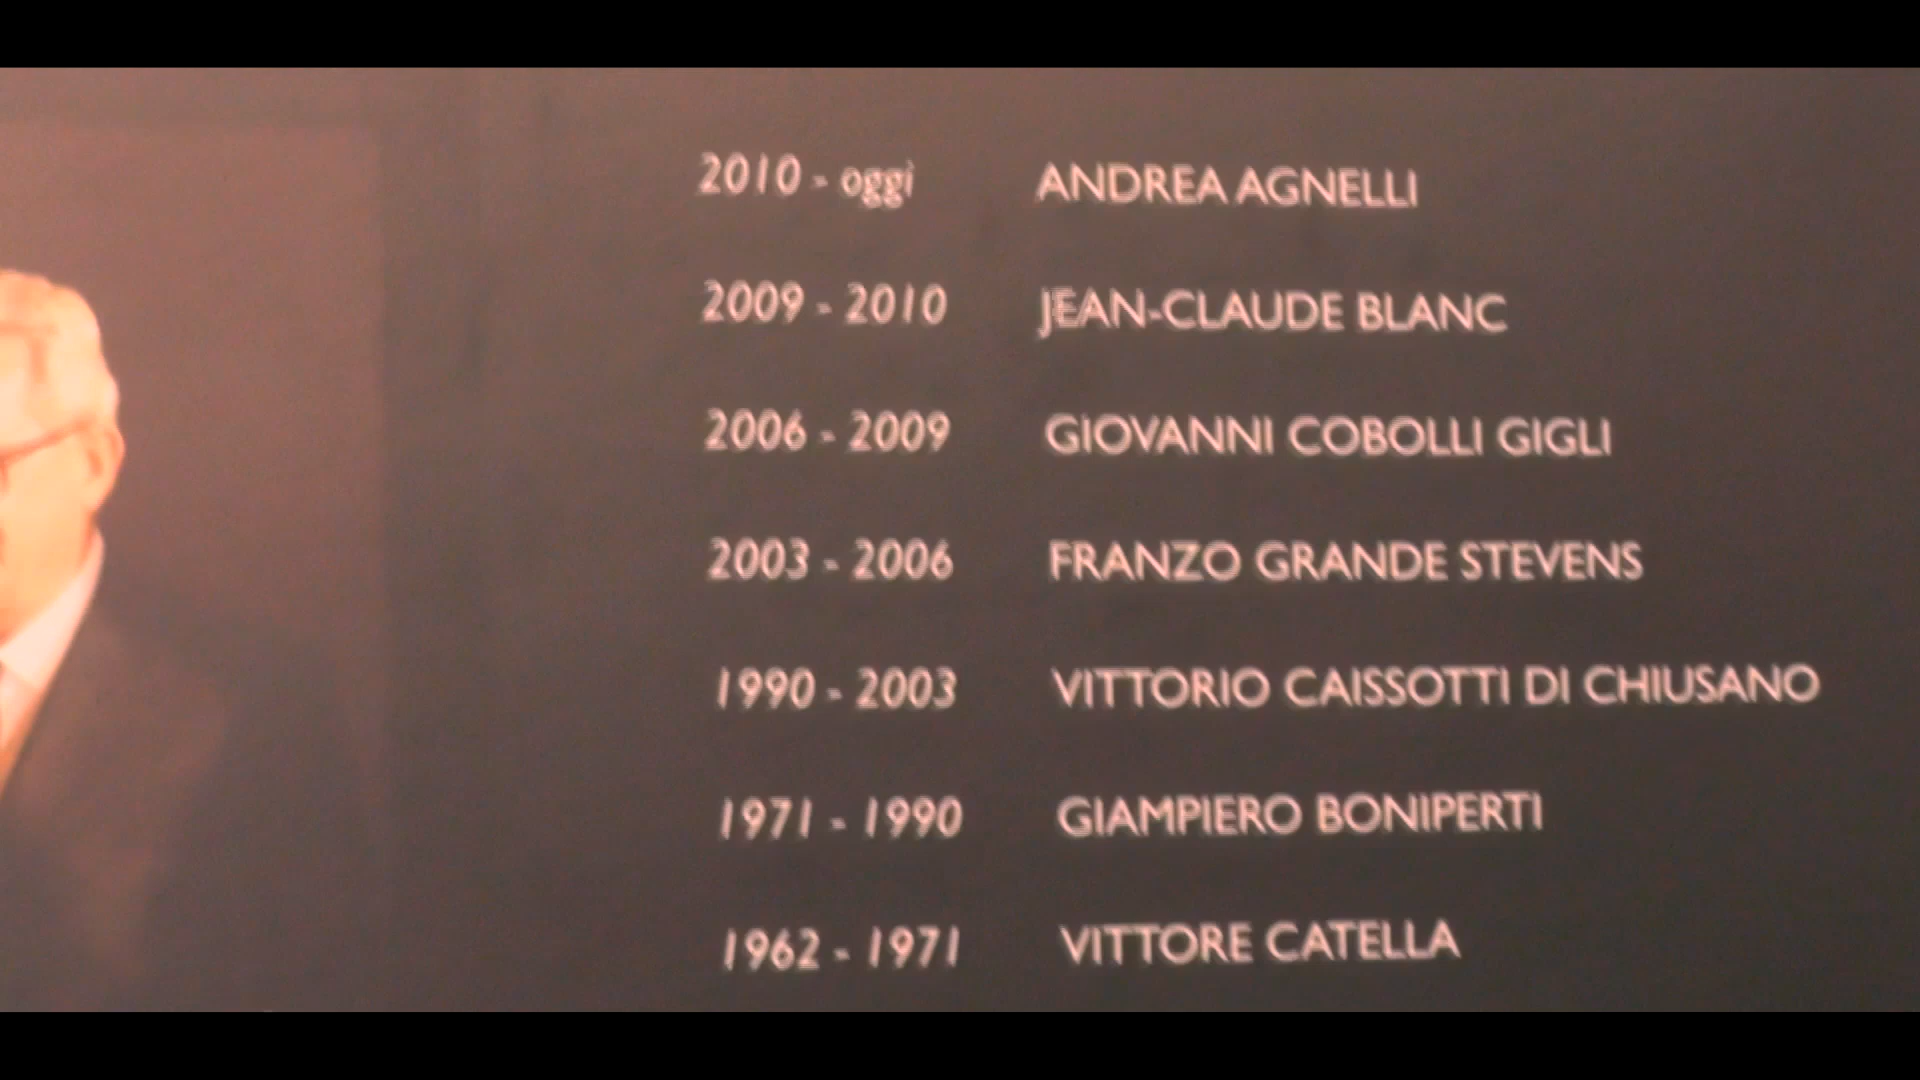 2010 - oggi ANDREA AGNELLI
2009 - 2010 JEAN-CLAUDE BLANC
2006 - 2009 GIOVANNI COBOLLI GIGLI
2003 - 2006 FRANZO GRANDE STEVENS
1990 - 2003 VITTORIO CAISSOTTI DI CHIUSANO
1971 - 1990 GIAMPIERO BONIPERTI
1962 - 1971 VITTORE CATELLA